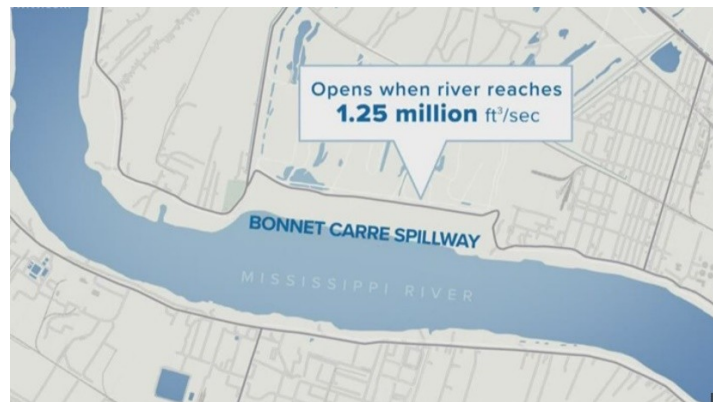 Opens when river reaches
1.25 million ft³/sec
BONNET CARRE SPILLWAY
MISSISSIPPI RIVER